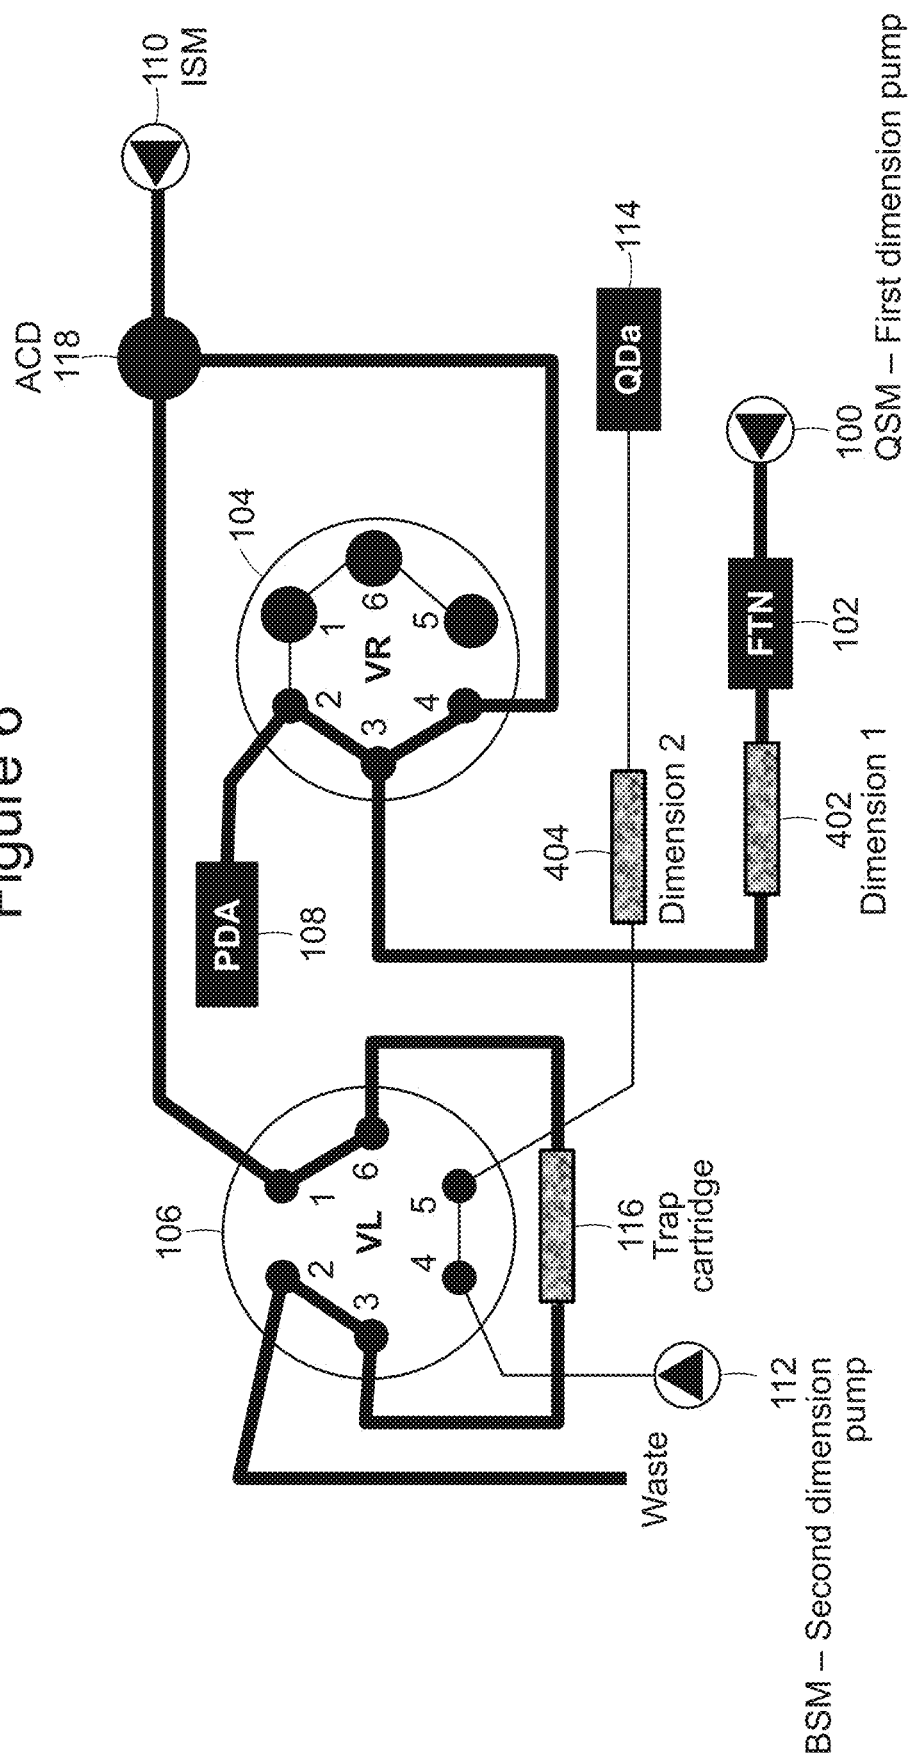 Figure
ACD
118
110
ISM
106
104
PDA
108
2
1
VL
3
6
4
5
2
1
3
VR
6
4
5
404
Dimension 2
QDa
114
116
Trap
cartridge
Waste
112
BSM – Second dimension
pump
FTN
102
402
Dimension 1
100
QSM – First dimension pump